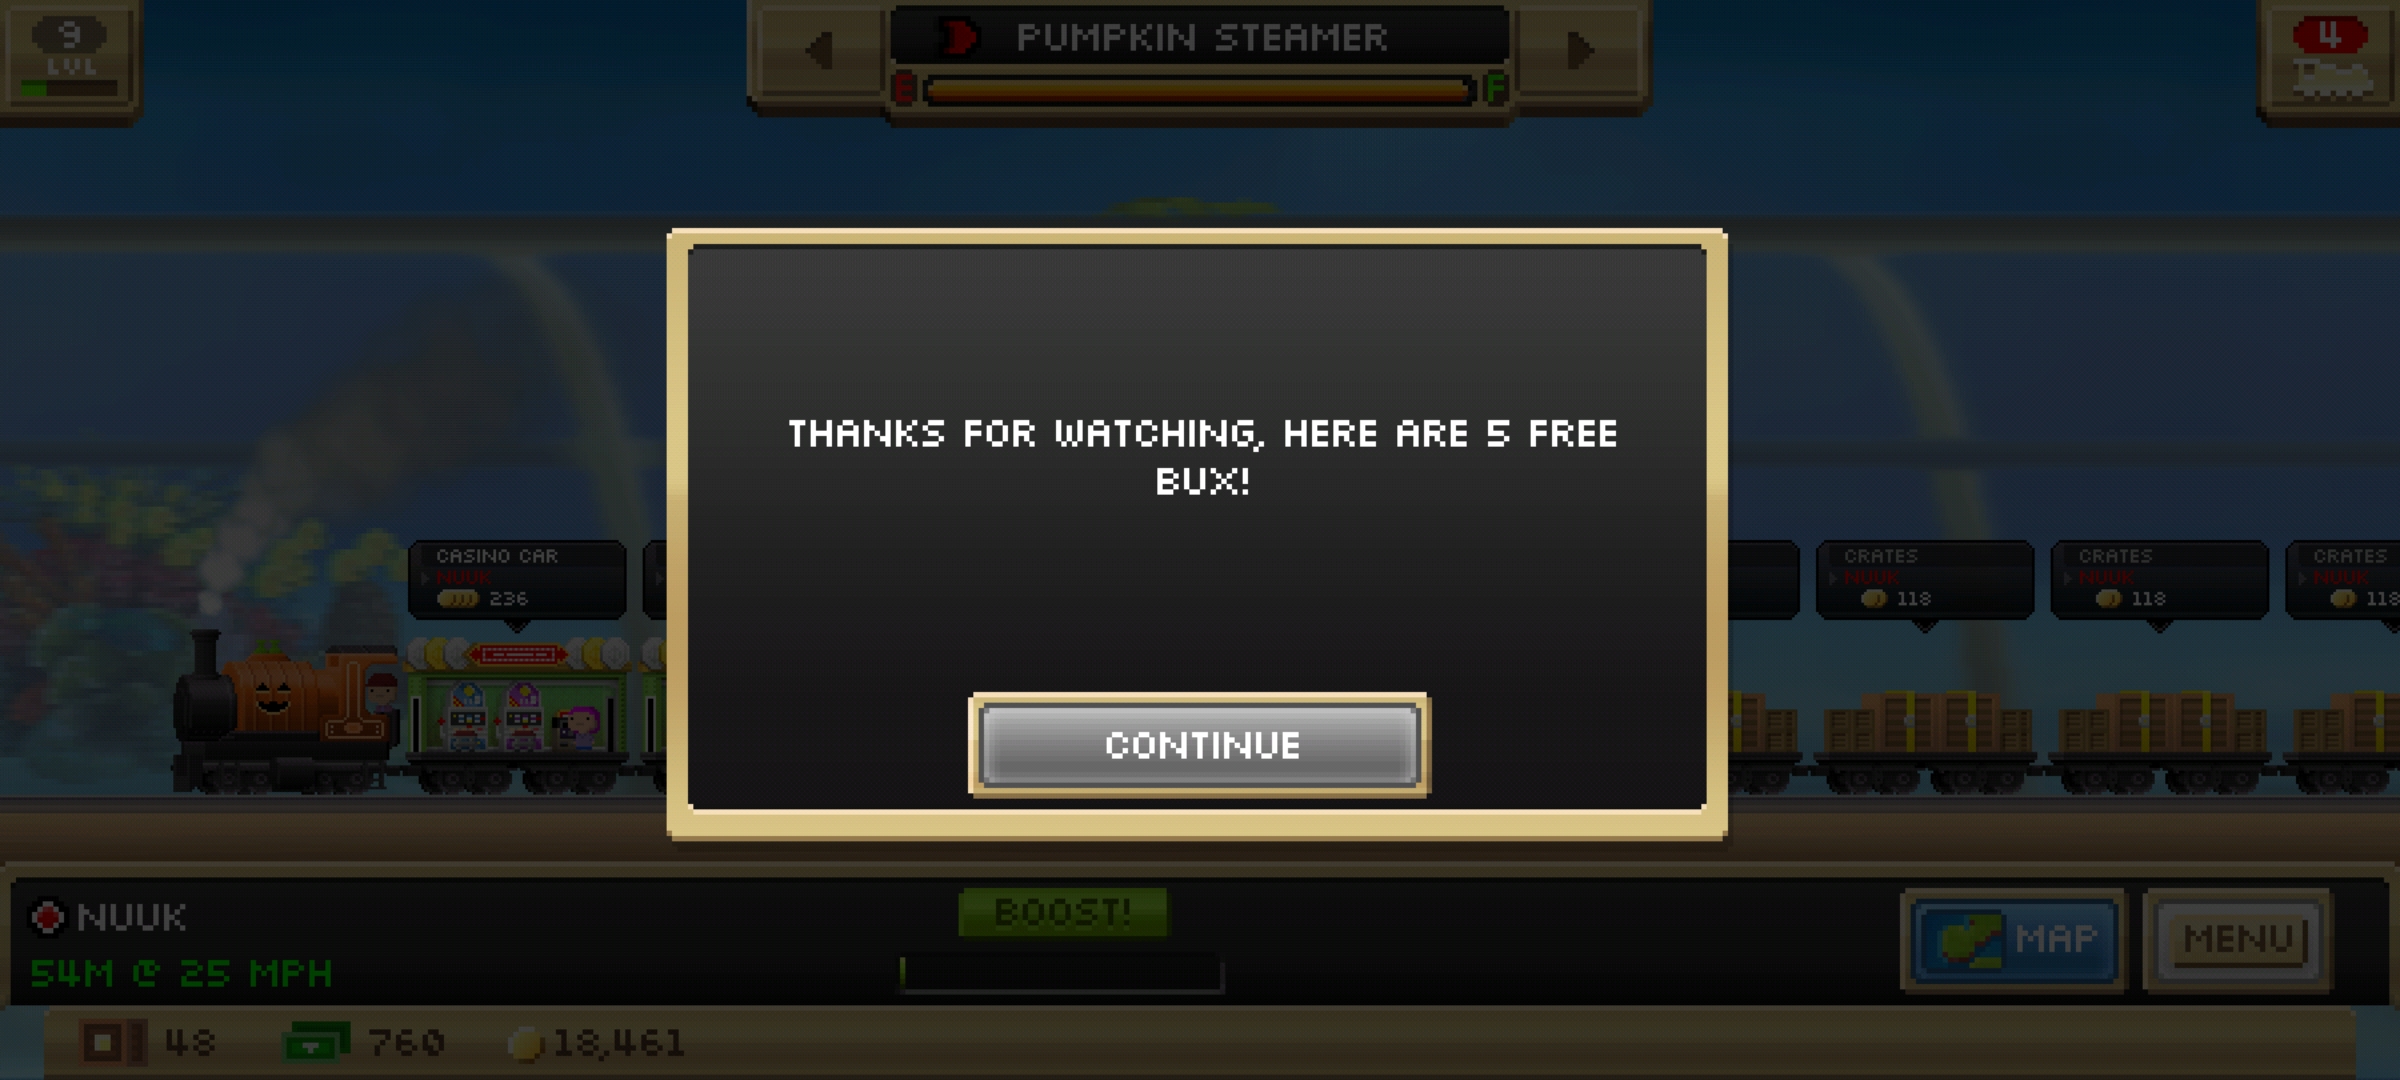 9
LVL
PUMPKIN STEAMER
E
F
4
THANKS FOR WATCHING, HERE ARE 5 FREE
BUX!
CONTINUE
CASINO CAR
NUUK
236
CRATES
NUUK
118
CRATES
NUUK
118
CRATES
NUUK
118
NUUK
54M @ 25 MPH
BOOST!
MAP
MENU
48
760
18,461